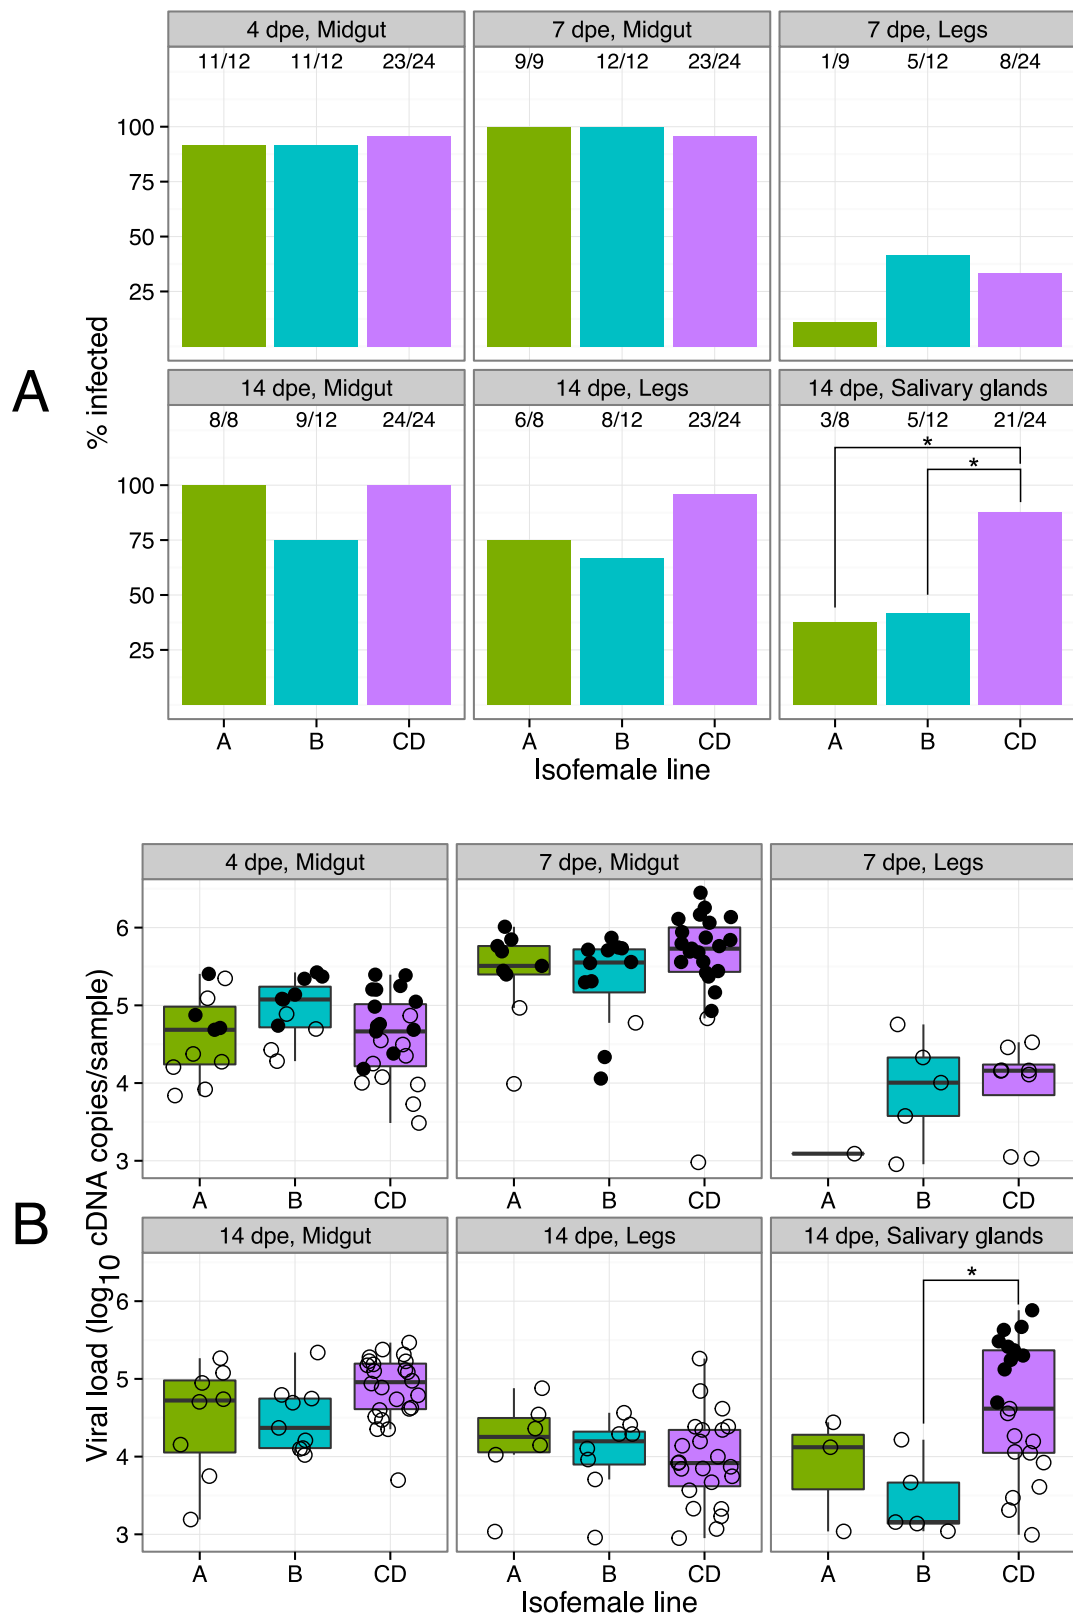 A
4 dpe, Midgut 7 dpe, Midgut 7 dpe, Legs
11/12 11/12 23/24 9/9 12/12 23/24 1/9 5/12 8/24
100
75
50
25
% infected
14 dpe, Midgut 14 dpe, Legs 14 dpe, Salivary glands
8/8 9/12 24/24 6/8 8/12 23/24 3/8 5/12 21/24
*
*
100
75
50
25
A B CD A B CD A B CD
Isofemale line
B
4 dpe, Midgut 7 dpe, Midgut 7 dpe, Legs
6
5
4
3
A B CD A B CD A B CD
Viral load (log10 cDNA copies/sample)
14 dpe, Midgut 14 dpe, Legs 14 dpe, Salivary glands
*
6
5
4
3
A B CD A B CD A B CD
Isofemale line